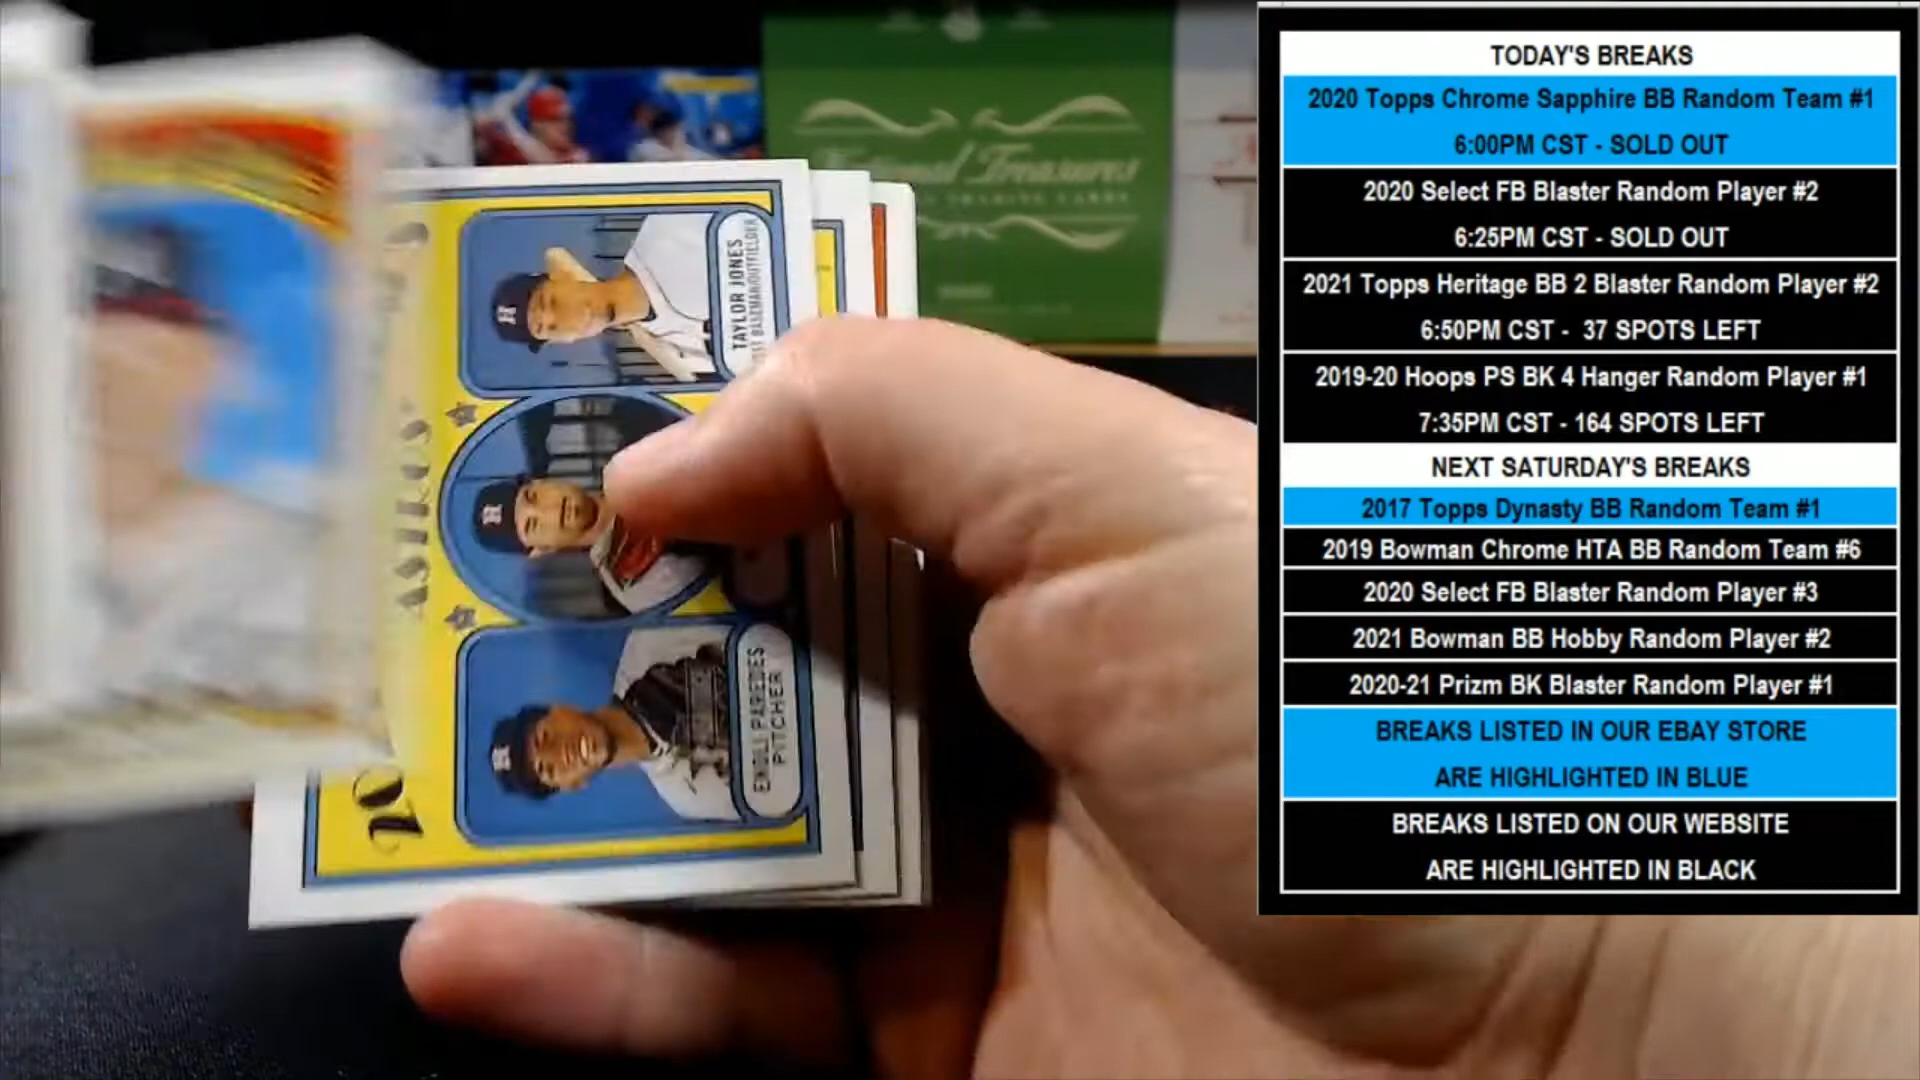 TODAY'S BREAKS
2020 Topps Chrome Sapphire BB Random Team #1
6:00PM CST - SOLD OUT
2020 Select FB Blaster Random Player #2
6:25PM CST - SOLD OUT
2021 Topps Heritage BB 2 Blaster Random Player #2
6:50PM CST - 37 SPOTS LEFT
2019-20 Hoops PS BK 4 Hanger Random Player #1
7:35PM CST - 164 SPOTS LEFT
NEXT SATURDAY'S BREAKS
2017 Topps Dynasty BB Random Team #1
2019 Bowman Chrome HTA BB Random Team #6
2020 Select FB Blaster Random Player #3
2021 Bowman BB Hobby Random Player #2
2020-21 Prizm BK Blaster Random Player #1
BREAKS LISTED IN OUR EBAY STORE
ARE HIGHLIGHTED IN BLUE
BREAKS LISTED ON OUR WEBSITE
ARE HIGHLIGHTED IN BLACK
Treasures
TRADING CARDS
ASTROS
TAYLOR JONES
BASEMAN/OUTFIELDER
ENOLI PAREDES
PITCHER
H
H
H